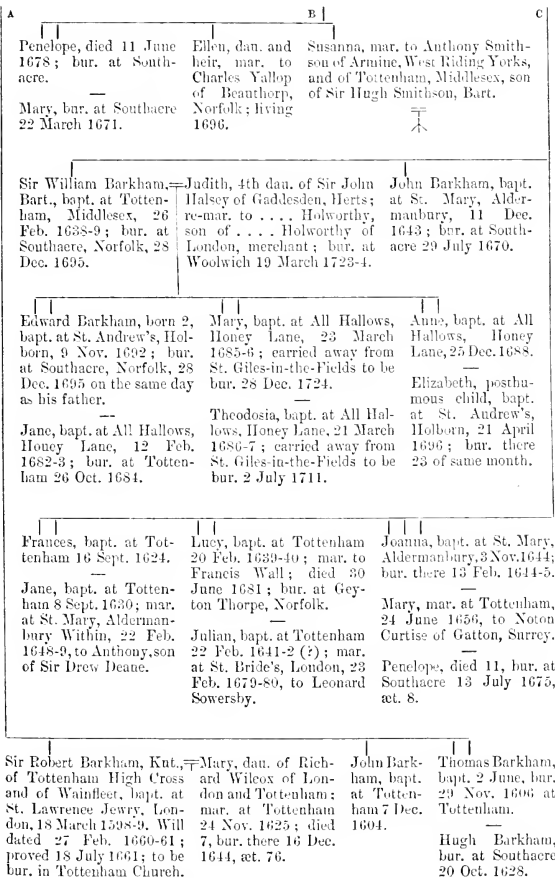 A B C
Penelope, died 11 June
1678; bur. at South-
acre.
—
Mary, bur. at Southacre
22 March 1671.
Ellen, dau. and
heir, mar. to
Charles Yallop
of Beauthorp,
Norfolk; living
1696.
Susanna, mar. to Anthony Smith-
son of Armine, West Riding Yorks,
and of Tottenham, Middlesex, son
of Sir Hugh Smithson, Bart.
Sir William Barkham,
Bart., bapt. at Totten-
ham, Middlesex, 26
Feb. 1638-9; bur. at
Southacre, Norfolk, 28
Dec. 1695.
Judith, 4th dau. of Sir John
Halsey of Gaddesden, Herts;
re-mar. to .... Holworthy,
son of .... Holworthy of
London, merchant; bur. at
Woolwich 19 March 1723-4.
John Barkham, bapt.
at St. Mary, Alder-
manbury, 11 Dec.
1643; bur. at South-
acre 29 July 1670.
Edward Barkham, born 2,
bapt. at St. Andrew's, Hol-
born, 9 Nov. 1692; bur.
at Southacre, Norfolk, 28
Dec. 1695 on the same day
as his father.
—
Jane, bapt. at All Hallows,
Honey Lane, 12 Feb.
1682-3; bur. at Totten-
ham 26 Oct. 1684.
Mary, bapt. at All Hallows,
Honey Lane, 23 March
1685-6; carried away from
St. Giles-in-the-Fields to be
bur. 28 Dec. 1724.
—
Theodosia, bapt. at All Hal-
lows, Honey Lane, 21 March
1686-7; carried away from
St. Giles-in-the-Fields to be
bur. 2 July 1711.
Anne, bapt. at All
Hallows, Honey
Lane, 25 Dec. 1688.
—
Elizabeth, posthu-
mous child, bapt.
at St. Andrew's,
Holborn, 21 April
1696; bur. there
23 of same month.
Frances, bapt. at Tot-
tenham 16 Sept. 1624.
—
Jane, bapt. at Totten-
ham 8 Sept. 1630; mar.
at St. Mary, Alderman-
bury Within, 22 Feb.
1648-9, to Anthony, son
of Sir Drew Deane.
Lucy, bapt. at Tottenham
20 Feb. 1639-40; mar. to
Francis Wall; died 30
June 1681; bur. at Gey-
ton Thorpe, Norfolk.
—
Julian, bapt. at Tottenham
22 Feb. 1641-2 (?); mar.
at St. Bride's, London, 23
Feb. 1679-80, to Leonard
Sowersby.
Joanna, bapt. at St. Mary,
Aldermanbury, 3 Nov. 1644;
bur. there 13 Feb. 1644-5.
—
Mary, mar. at Tottenham,
24 June 1656, to Noton
Curtise of Gatton, Surrey.
—
Penelope, died 11, bur. at
Southacre 13 July 1675,
æt. 8.
Sir Robert Barkham, Knt.,
of Tottenham High Cross
and of Wainfleet, bapt. at
St. Lawrence Jewry, Lon-
don, 18 March 1598-9. Will
dated 27 Feb. 1660-61;
proved 18 July 1661; to be
bur. in Tottenham Church.
Mary, dau. of Rich-
ard Wilcox of Lon-
don and Tottenham;
mar. at Tottenham
24 Nov. 1625; died
7, bur. there 16 Dec.
1644, æt. 76.
John Bark-
ham, bapt.
at Totten-
ham 7 Dec.
1604.
Thomas Barkham,
bapt. 2 June, bur.
29 Nov. 1606 at
Tottenham.
—
Hugh Barkham,
bur. at Southacre
20 Oct. 1628.